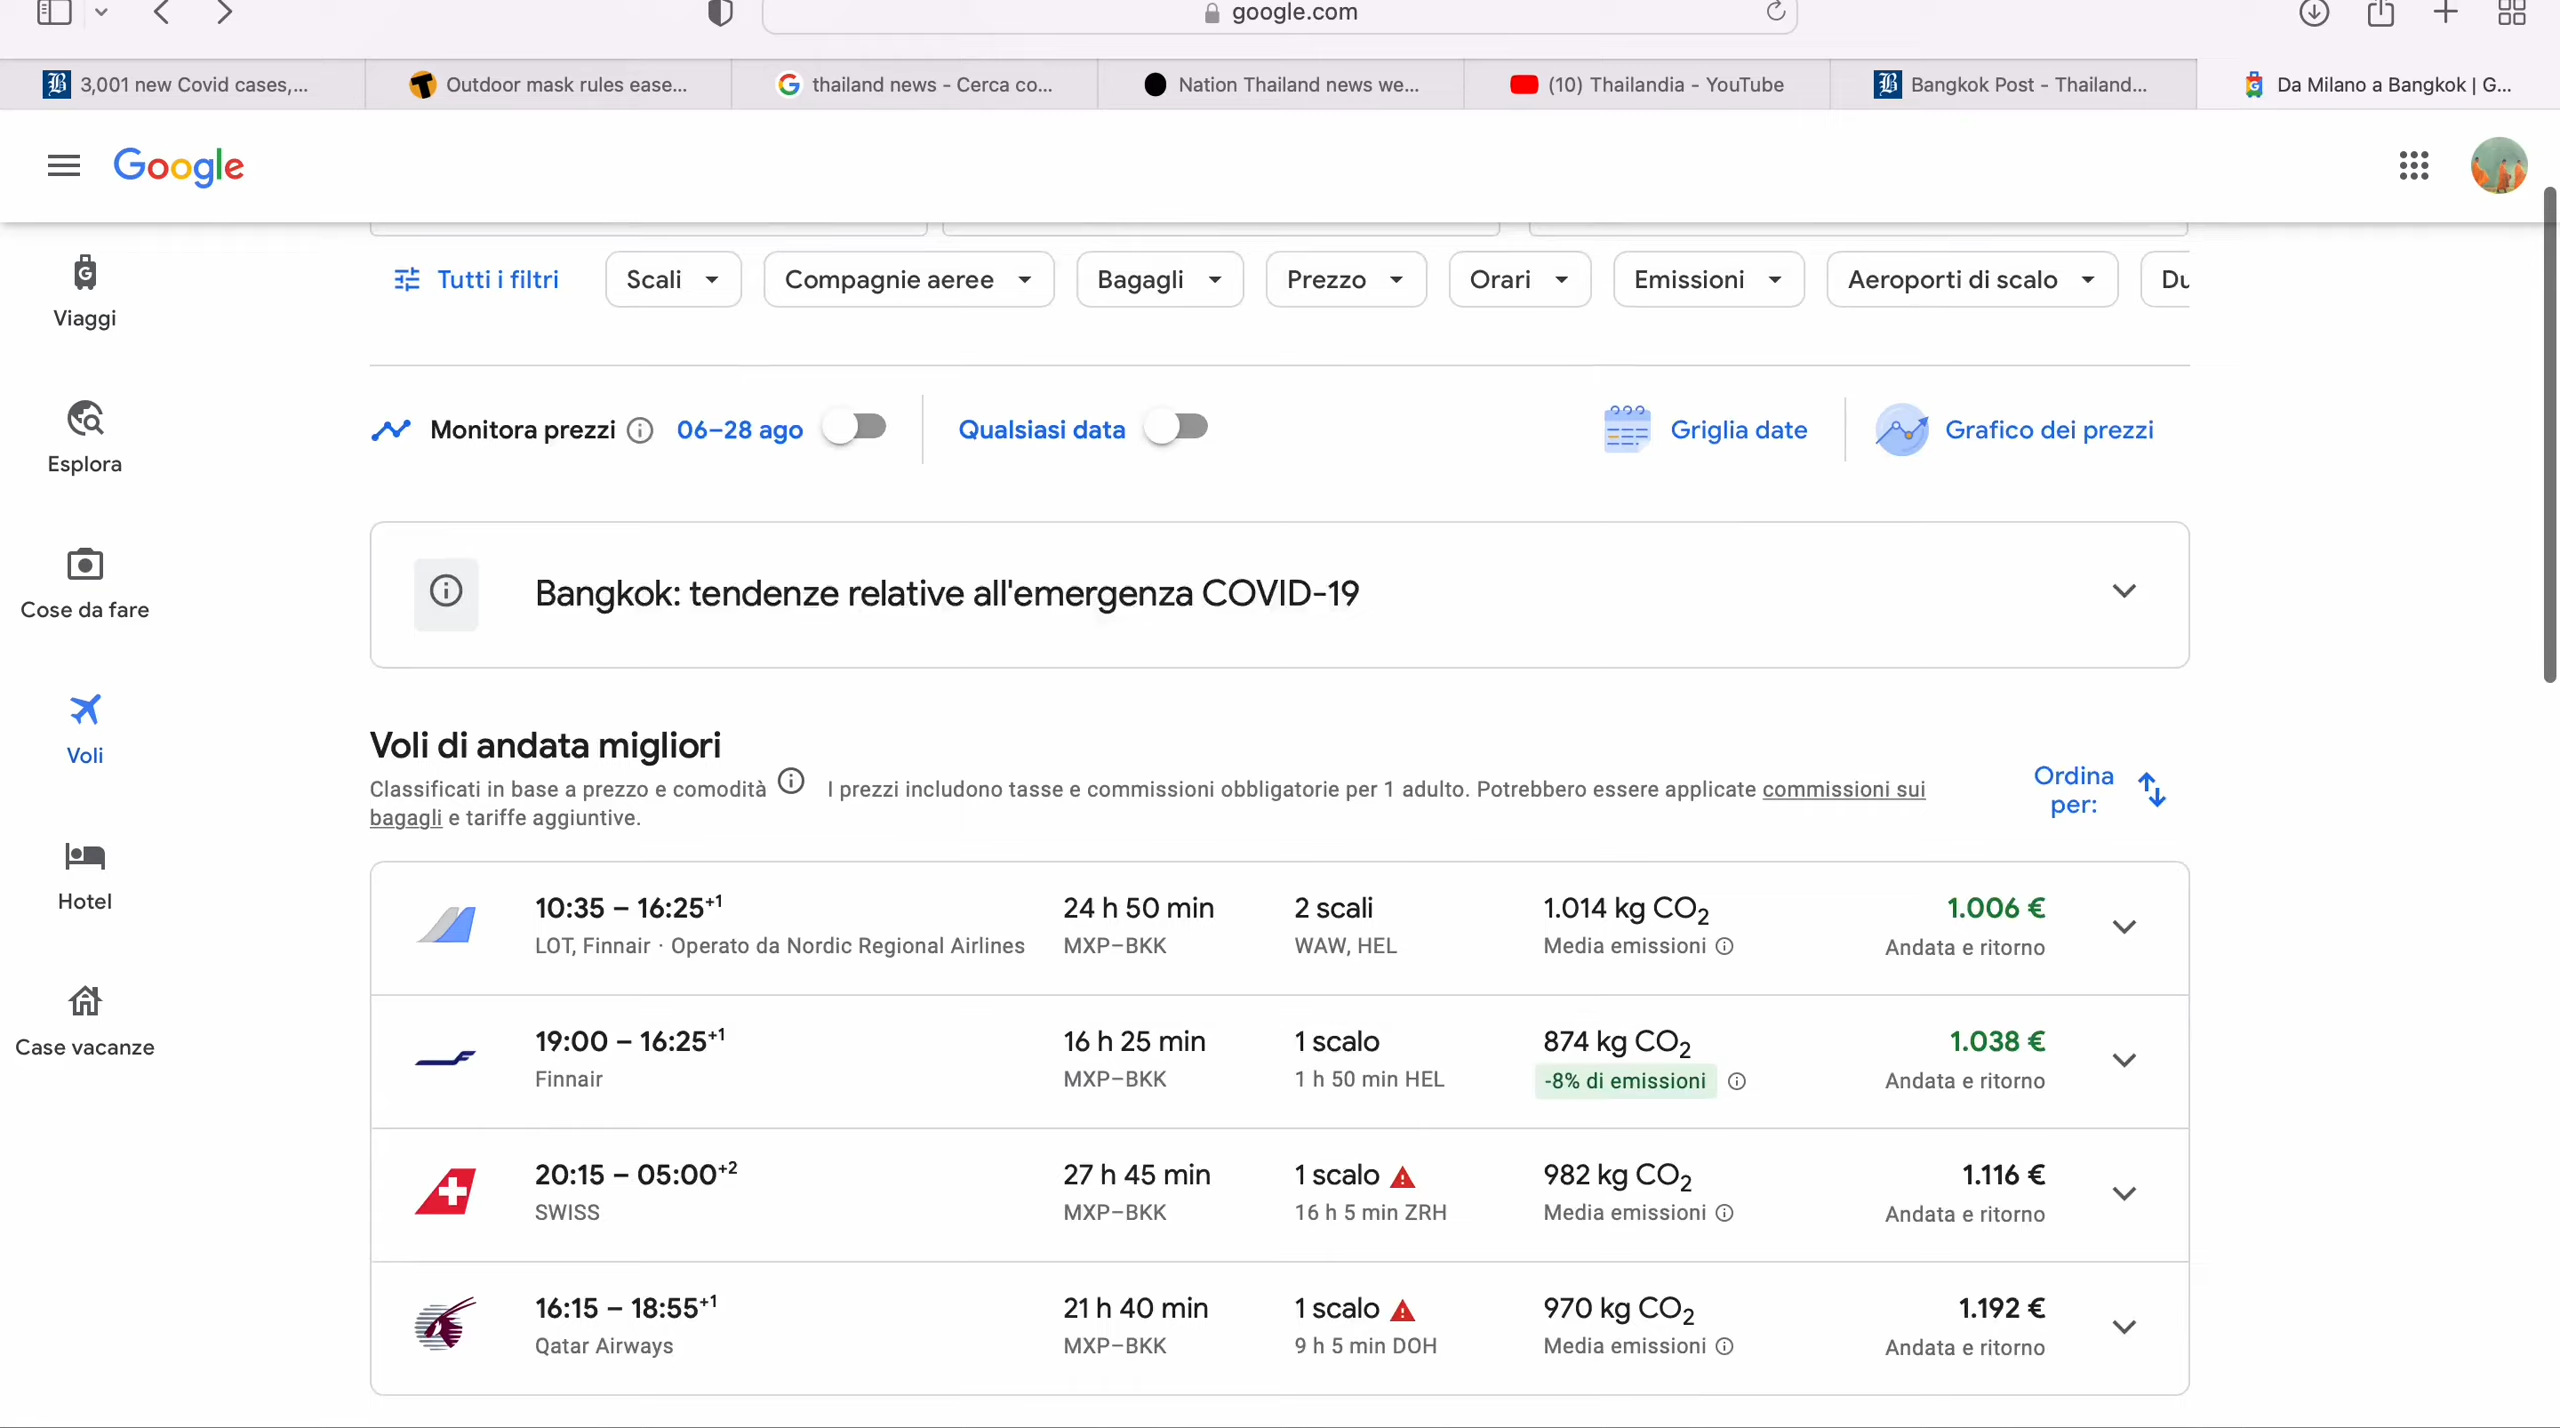 google.com
3,001 new Covid cases,...
Outdoor mask rules ease...
thailand news - Cerca co...
Nation Thailand news we...
(10) Thailandia - YouTube
Bangkok Post - Thailand...
Da Milano a Bangkok | G...
Google
Viaggi
Esplora
Cose da fare
Voli
Hotel
Case vacanze
Tutti i filtri
Scali
Compagnie aeree
Bagagli
Prezzo
Orari
Emissioni
Aeroporti di scalo
Du
Monitora prezzi
06–28 ago
Qualsiasi data
Griglia date
Grafico dei prezzi
Bangkok: tendenze relative all'emergenza COVID-19
Voli di andata migliori
Classificati in base a prezzo e comodità I prezzi includono tasse e commissioni obbligatorie per 1 adulto. Potrebbero essere applicate commissioni sui
bagagli e tariffe aggiuntive.
Ordina
per:
10:35 – 16:25+1 24 h 50 min 2 scali 1.014 kg CO2 1.006 €
LOT, Finnair · Operato da Nordic Regional Airlines MXP–BKK WAW, HEL Media emissioni Andata e ritorno
19:00 – 16:25+1 16 h 25 min 1 scalo 874 kg CO2 1.038 €
Finnair MXP–BKK 1 h 50 min HEL -8% di emissioni Andata e ritorno
20:15 – 05:00+2 27 h 45 min 1 scalo 982 kg CO2 1.116 €
SWISS MXP–BKK 16 h 5 min ZRH Media emissioni Andata e ritorno
16:15 – 18:55+1 21 h 40 min 1 scalo 970 kg CO2 1.192 €
Qatar Airways MXP–BKK 9 h 5 min DOH Media emissioni Andata e ritorno